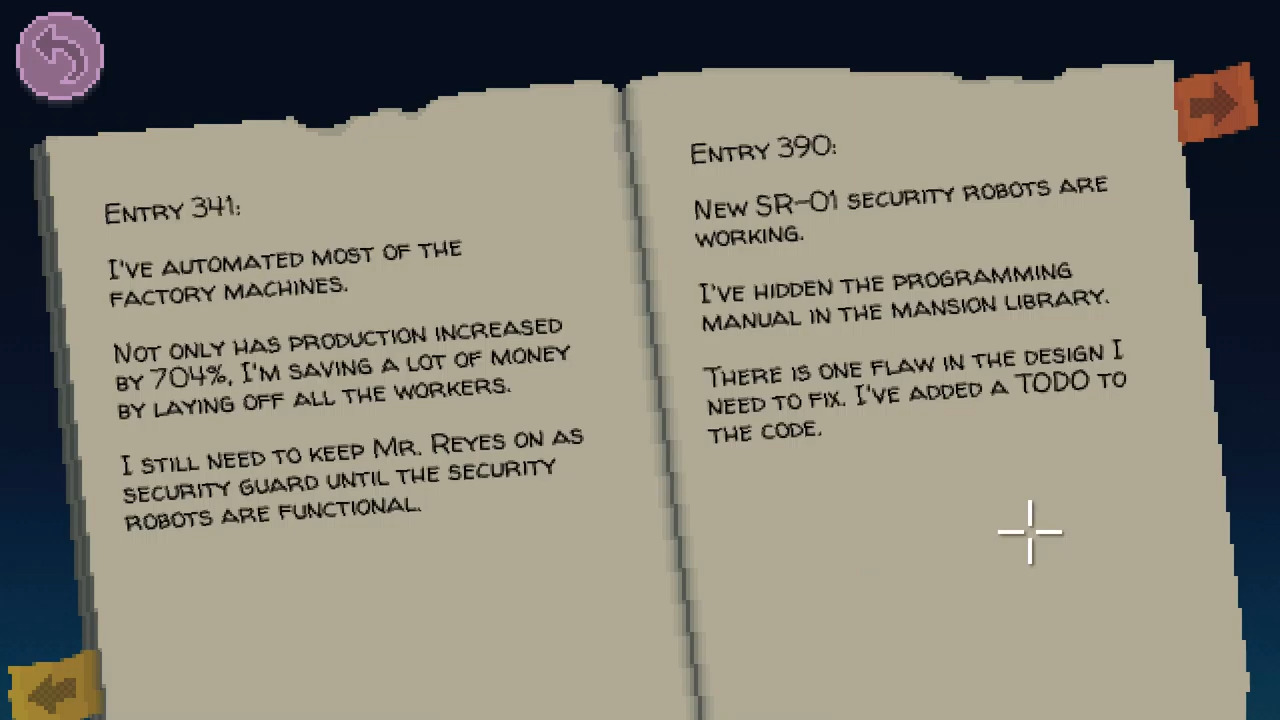 Entry 341:
I've automated most of the
factory machines.
Not only has production increased
by 704%, I'm saving a lot of money
by laying off all the workers.
I still need to keep Mr. Reyes on as
security guard until the security
robots are functional.
Entry 390:
New SR-01 security robots are
working.
I've hidden the programming
manual in the mansion library.
There is one flaw in the design I
need to fix. I've added a TODO to
the code.